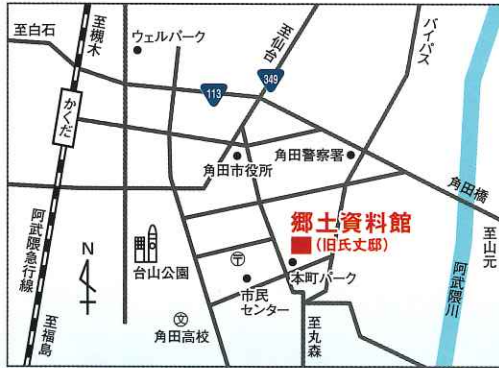 至白石
至槻木
ウェルパーク
至仙台
バイパス
113
349
かくだ
角田市役所
角田警察署
角田橋
至山元
郷土資料館
(旧氏丈邸)
阿武隈急行線
N
台山公園
〒
本町パーク
阿武隈川
市民
センター
文
角田高校
至福島
至丸森